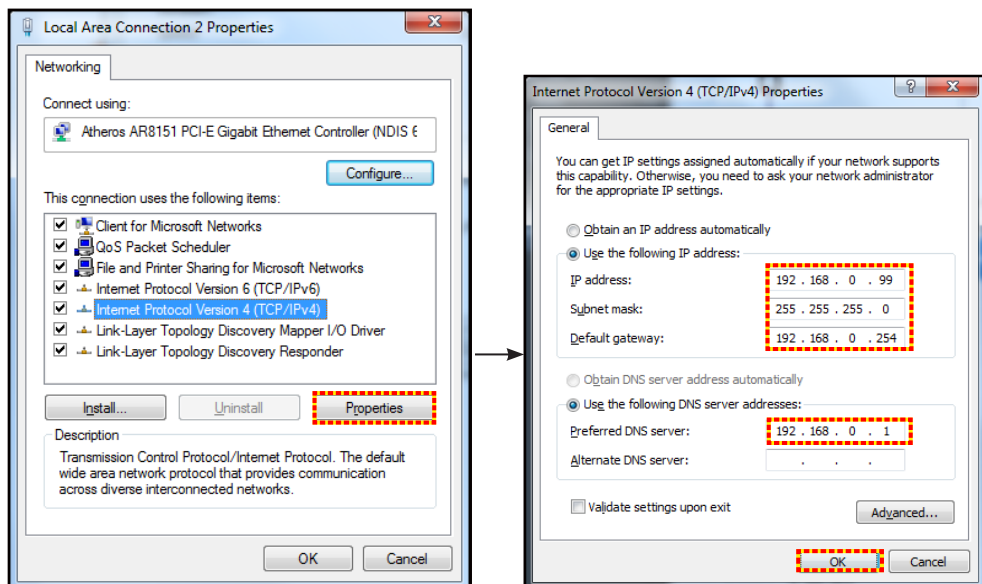 Local Area Connection 2 Properties
Networking
Connect using:
Atheros AR8151 PCI-E Gigabit Ethernet Controller (NDIS 6
Configure...
This connection uses the following items:
Client for Microsoft Networks
QoS Packet Scheduler
File and Printer Sharing for Microsoft Networks
Internet Protocol Version 6 (TCP/IPv6)
Internet Protocol Version 4 (TCP/IPv4)
Link-Layer Topology Discovery Mapper I/O Driver
Link-Layer Topology Discovery Responder
Install...
Uninstall
Properties
Description
Transmission Control Protocol/Internet Protocol. The default
wide area network protocol that provides communication
across diverse interconnected networks.
OK
Cancel
Internet Protocol Version 4 (TCP/IPv4) Properties
?
General
You can get IP settings assigned automatically if your network supports
this capability. Otherwise, you need to ask your network administrator
for the appropriate IP settings.
Obtain an IP address automatically
Use the following IP address:
IP address: 192 . 168 . 0 . 99
Subnet mask: 255 . 255 . 255 . 0
Default gateway: 192 . 168 . 0 . 254
Obtain DNS server address automatically
Use the following DNS server addresses:
Preferred DNS server: 192 . 168 . 0 . 1
Alternate DNS server: . . .
Validate settings upon exit
Advanced...
OK
Cancel